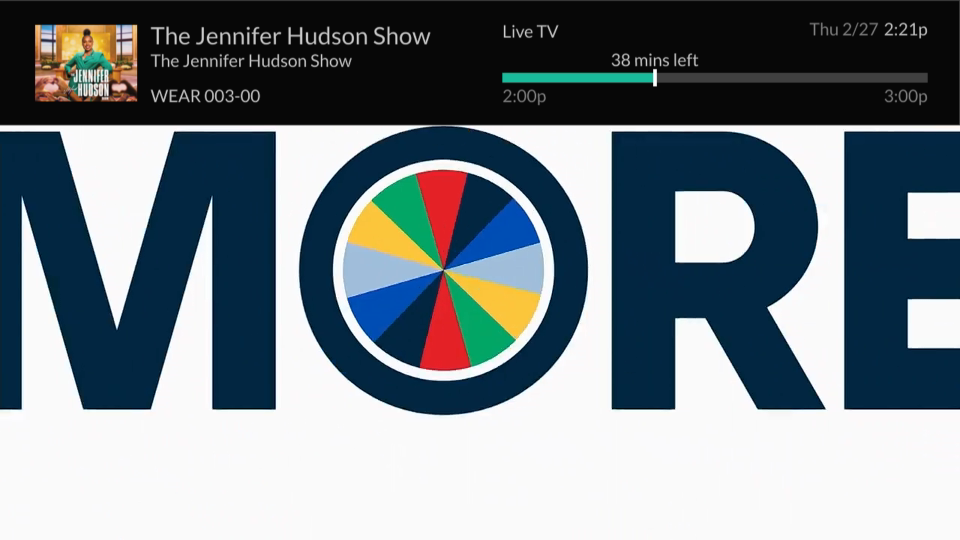 The Jennifer Hudson Show
The Jennifer Hudson Show
WEAR 003-00
JENNIFER
HUDSON
Live TV
Thu 2/27 2:21p
38 mins left
2:00p
3:00p
MORE